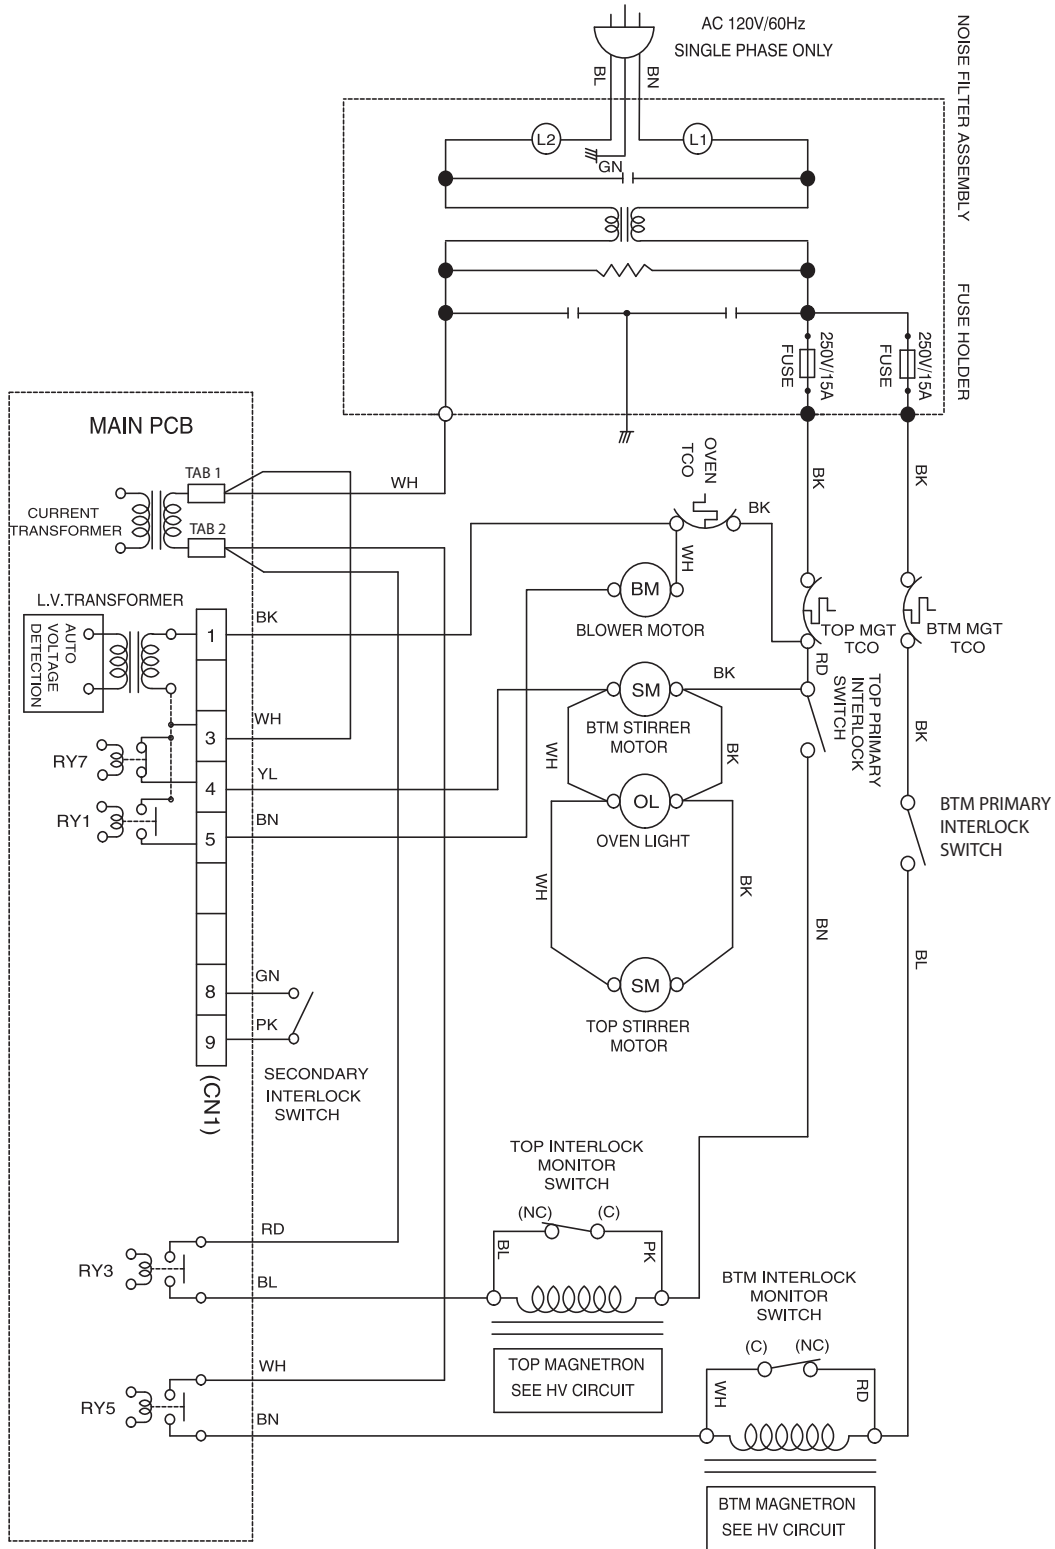 AC 120V/60Hz
SINGLE PHASE ONLY
BL
BN
NOISE FILTER ASSEMBLY
L2
L1
GN
FUSE HOLDER
250V/15A
FUSE
250V/15A
FUSE
MAIN PCB
TAB 1
WH
CURRENT
TRANSFORMER
TAB 2
OVEN
TCO
BK
BK
BK
WH
L.V.TRANSFORMER
AUTO
VOLTAGE
DETECTION
1
BK
BM
BLOWER MOTOR
TOP MGT
TCO
BTM MGT
TCO
RD
TOP PRIMARY
INTERLOCK
SWITCH
3
WH
RY7
4
YL
SM
BK
BTM STIRRER
MOTOR
WH
BK
BK
RY1
5
BN
OL
OVEN LIGHT
BTM PRIMARY
INTERLOCK
SWITCH
WH
BK
BN
BL
8
GN
9
PK
SM
TOP STIRRER
MOTOR
(CN1)
SECONDARY
INTERLOCK
SWITCH
TOP INTERLOCK
MONITOR
SWITCH
(NC)
(C)
BL
PK
RY3
RD
BL
BTM INTERLOCK
MONITOR
SWITCH
(C)
(NC)
WH
RD
TOP MAGNETRON
SEE HV CIRCUIT
RY5
WH
BN
BTM MAGNETRON
SEE HV CIRCUIT